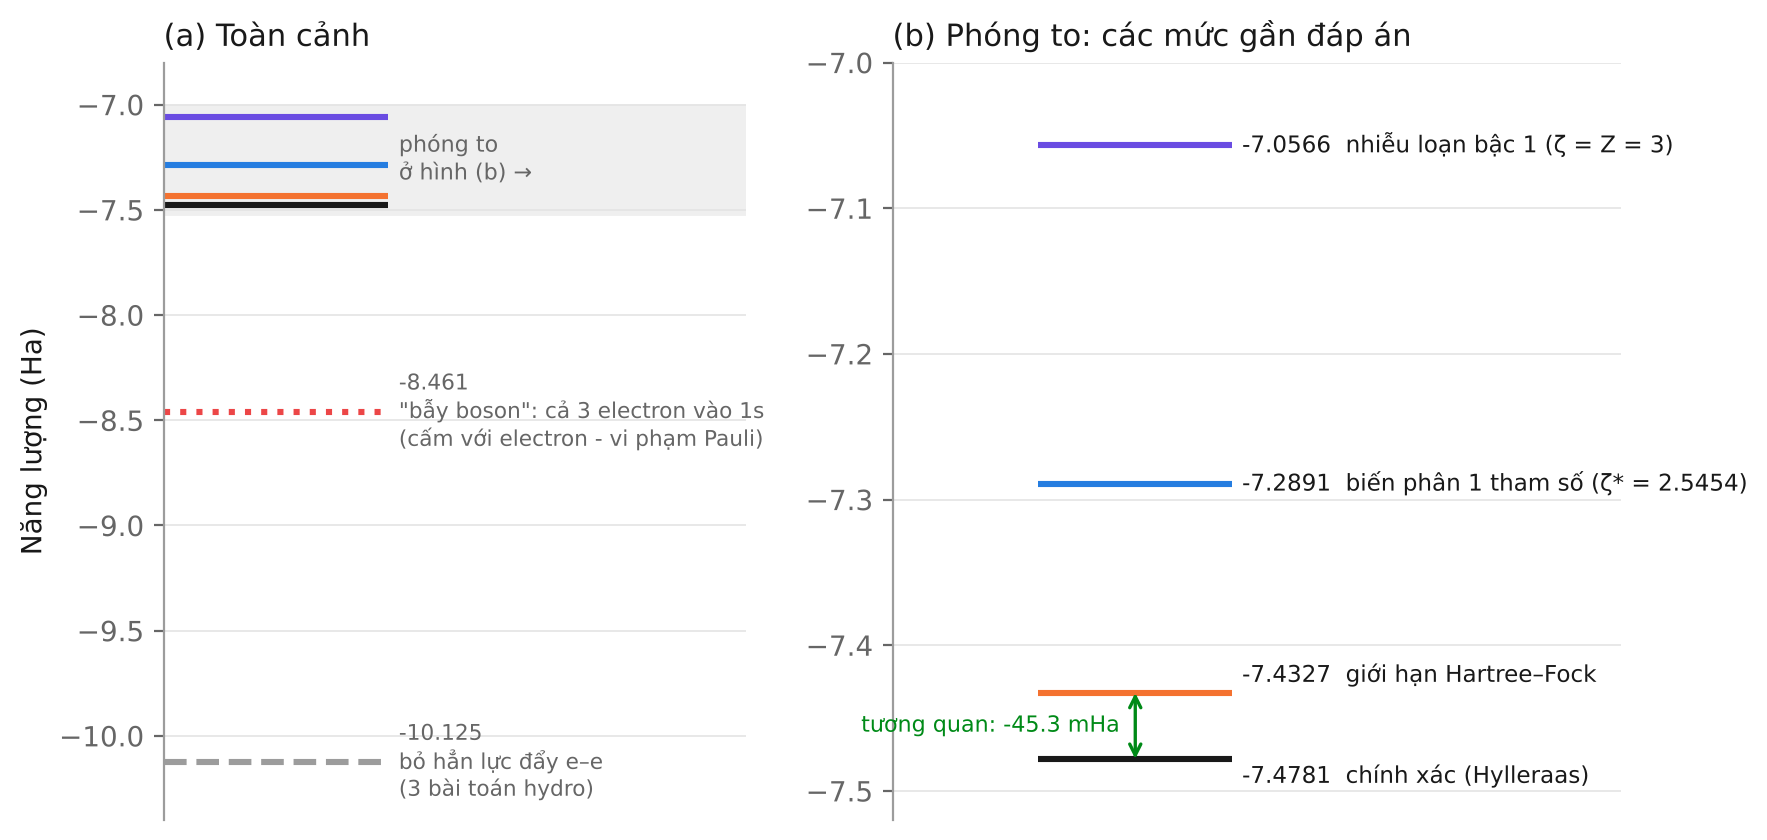 (a) Toàn cảnh
Năng lượng (Ha)
−7.0
−7.5
−8.0
−8.5
−9.0
−9.5
−10.0
phóng to
ở hình (b) →
-8.461
"bẫy boson": cả 3 electron vào 1s
(cấm với electron - vi phạm Pauli)
-10.125
bỏ hẳn lực đẩy e–e
(3 bài toán hydro)
(b) Phóng to: các mức gần đáp án
−7.0
−7.1
−7.2
−7.3
−7.4
−7.5
-7.0566 nhiễu loạn bậc 1 (ζ = Z = 3)
-7.2891 biến phân 1 tham số (ζ* = 2.5454)
-7.4327 giới hạn Hartree–Fock
tương quan: -45.3 mHa
-7.4781 chính xác (Hylleraas)